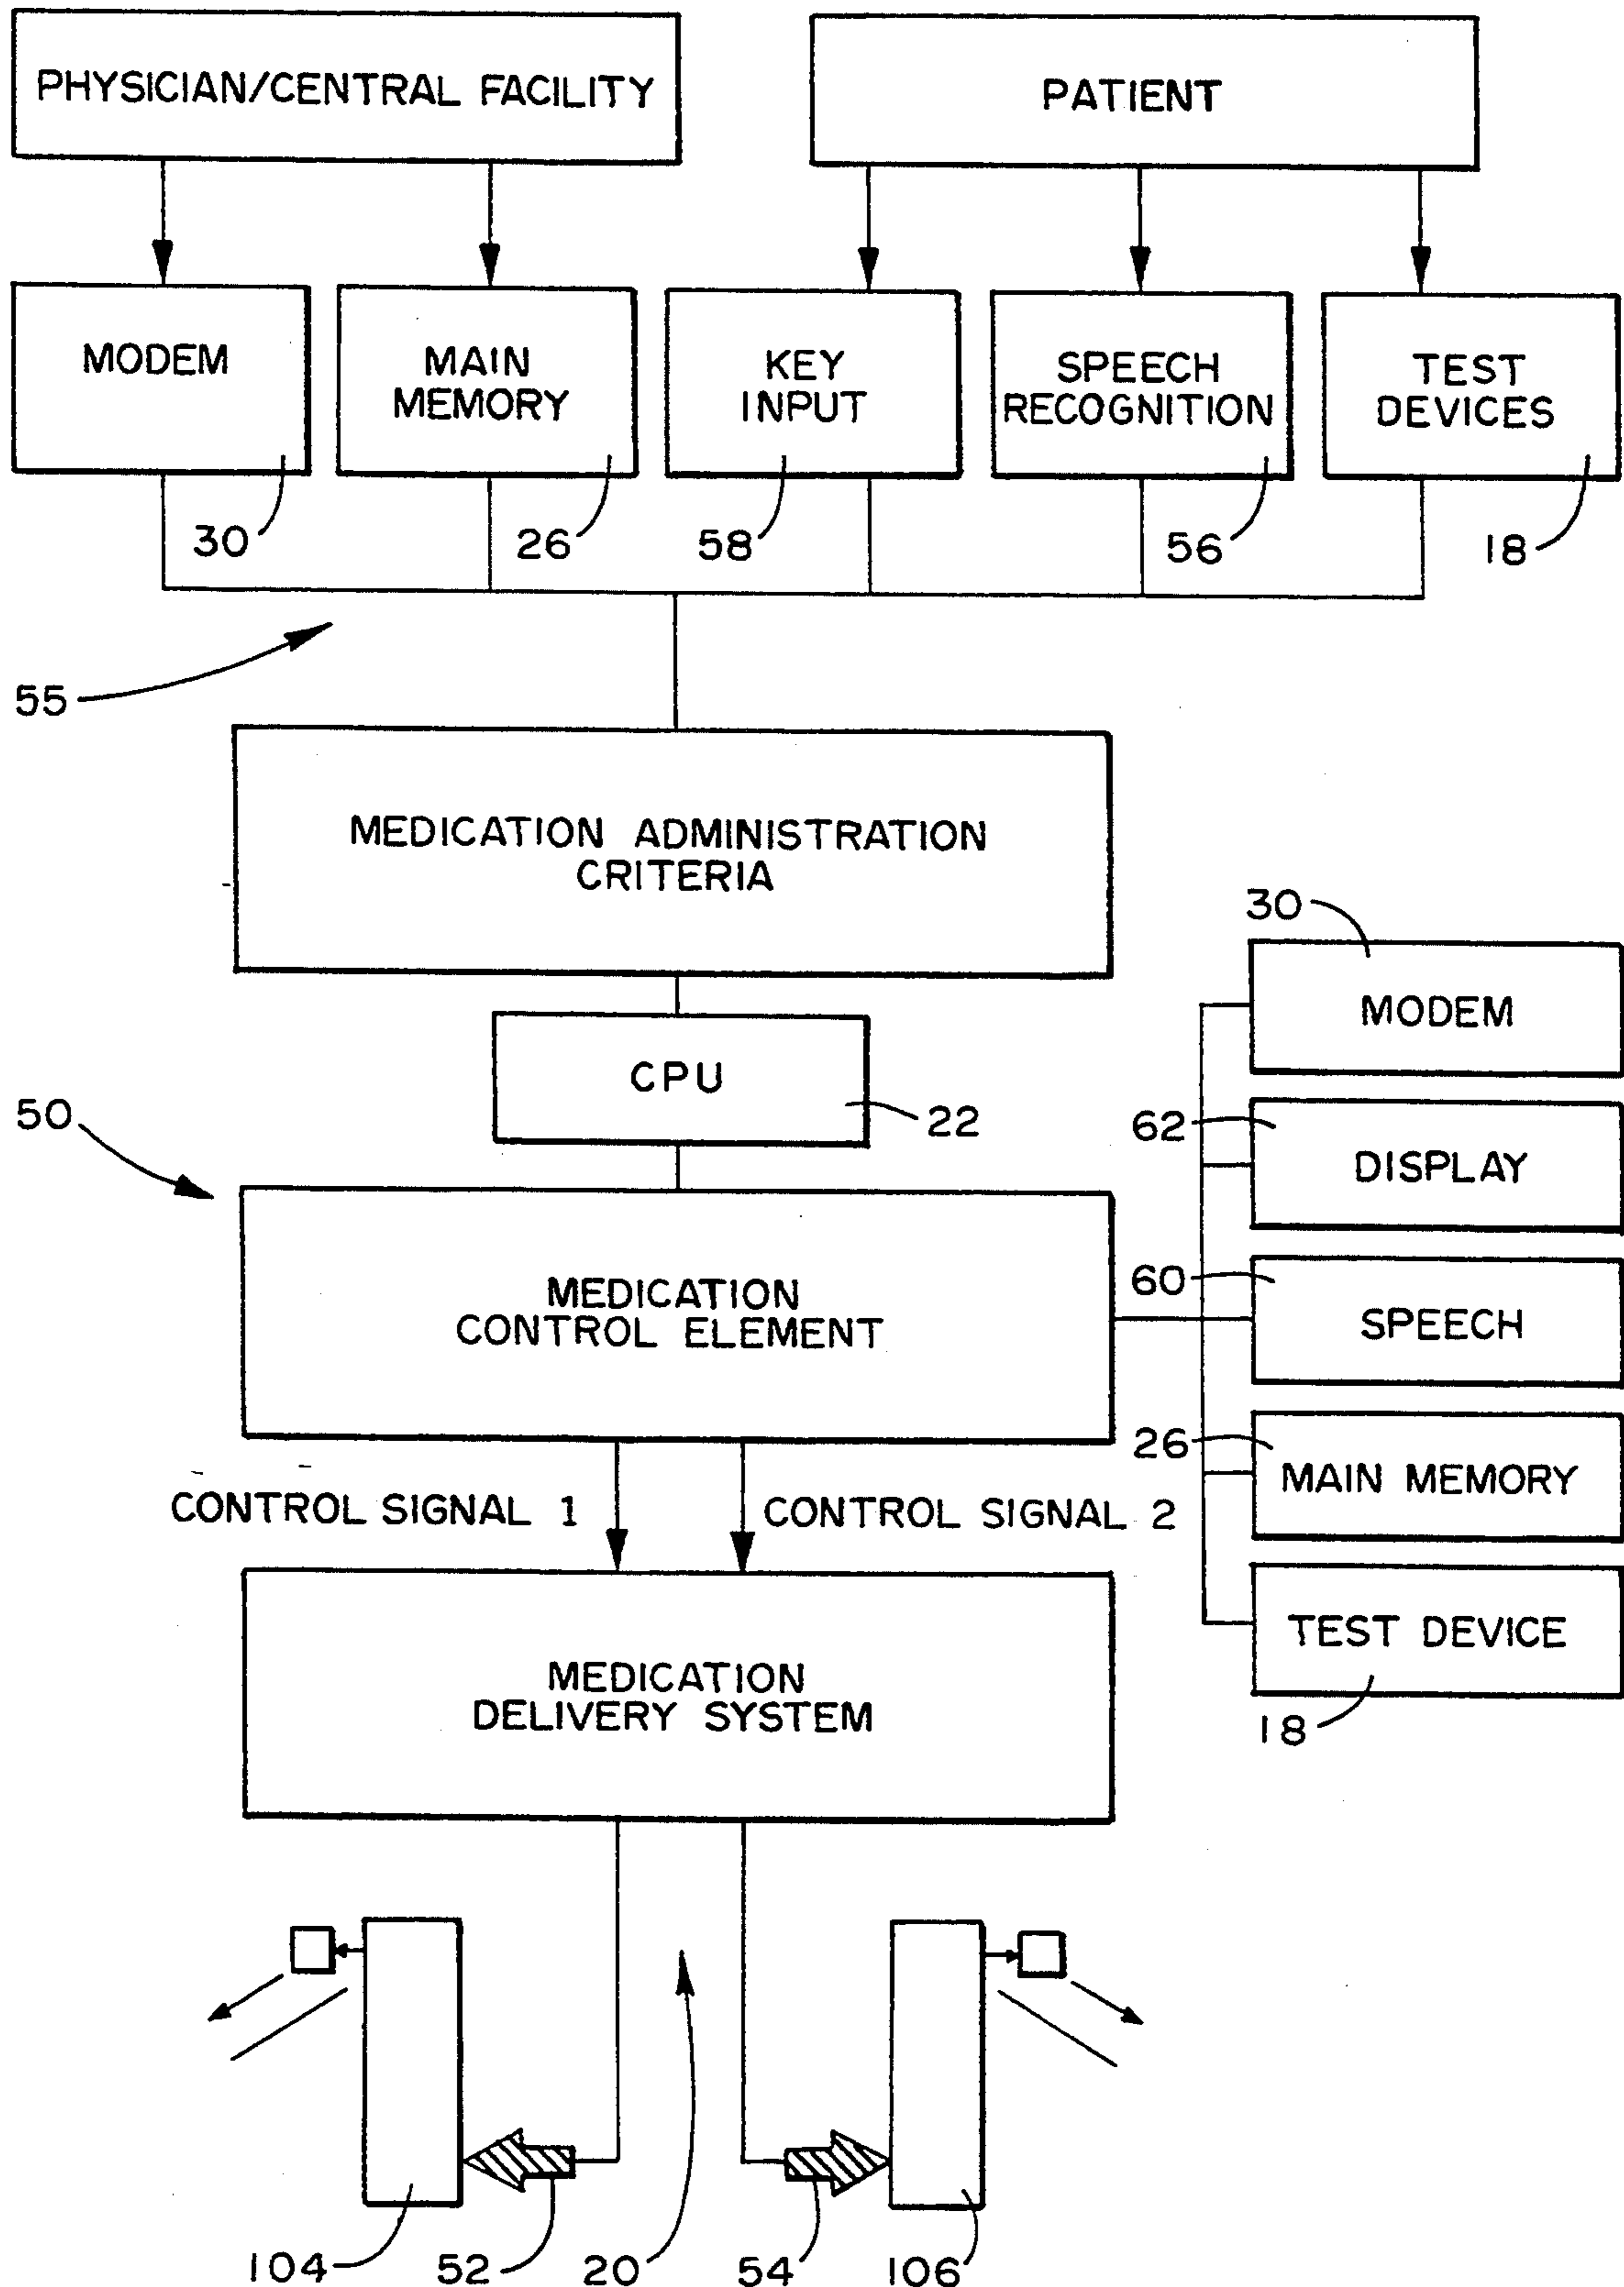 PHYSICIAN/CENTRAL FACILITY
PATIENT
MODEM
MAIN
MEMORY
KEY
INPUT
SPEECH
RECOGNITION
TEST
DEVICES
30
26
58
56
18
55
MEDICATION ADMINISTRATION
CRITERIA
30
MODEM
CPU
22
50
62
DISPLAY
MEDICATION
CONTROL ELEMENT
60
SPEECH
26
MAIN MEMORY
CONTROL SIGNAL 1
CONTROL SIGNAL 2
TEST DEVICE
18
MEDICATION
DELIVERY SYSTEM
104
52
20
54
106